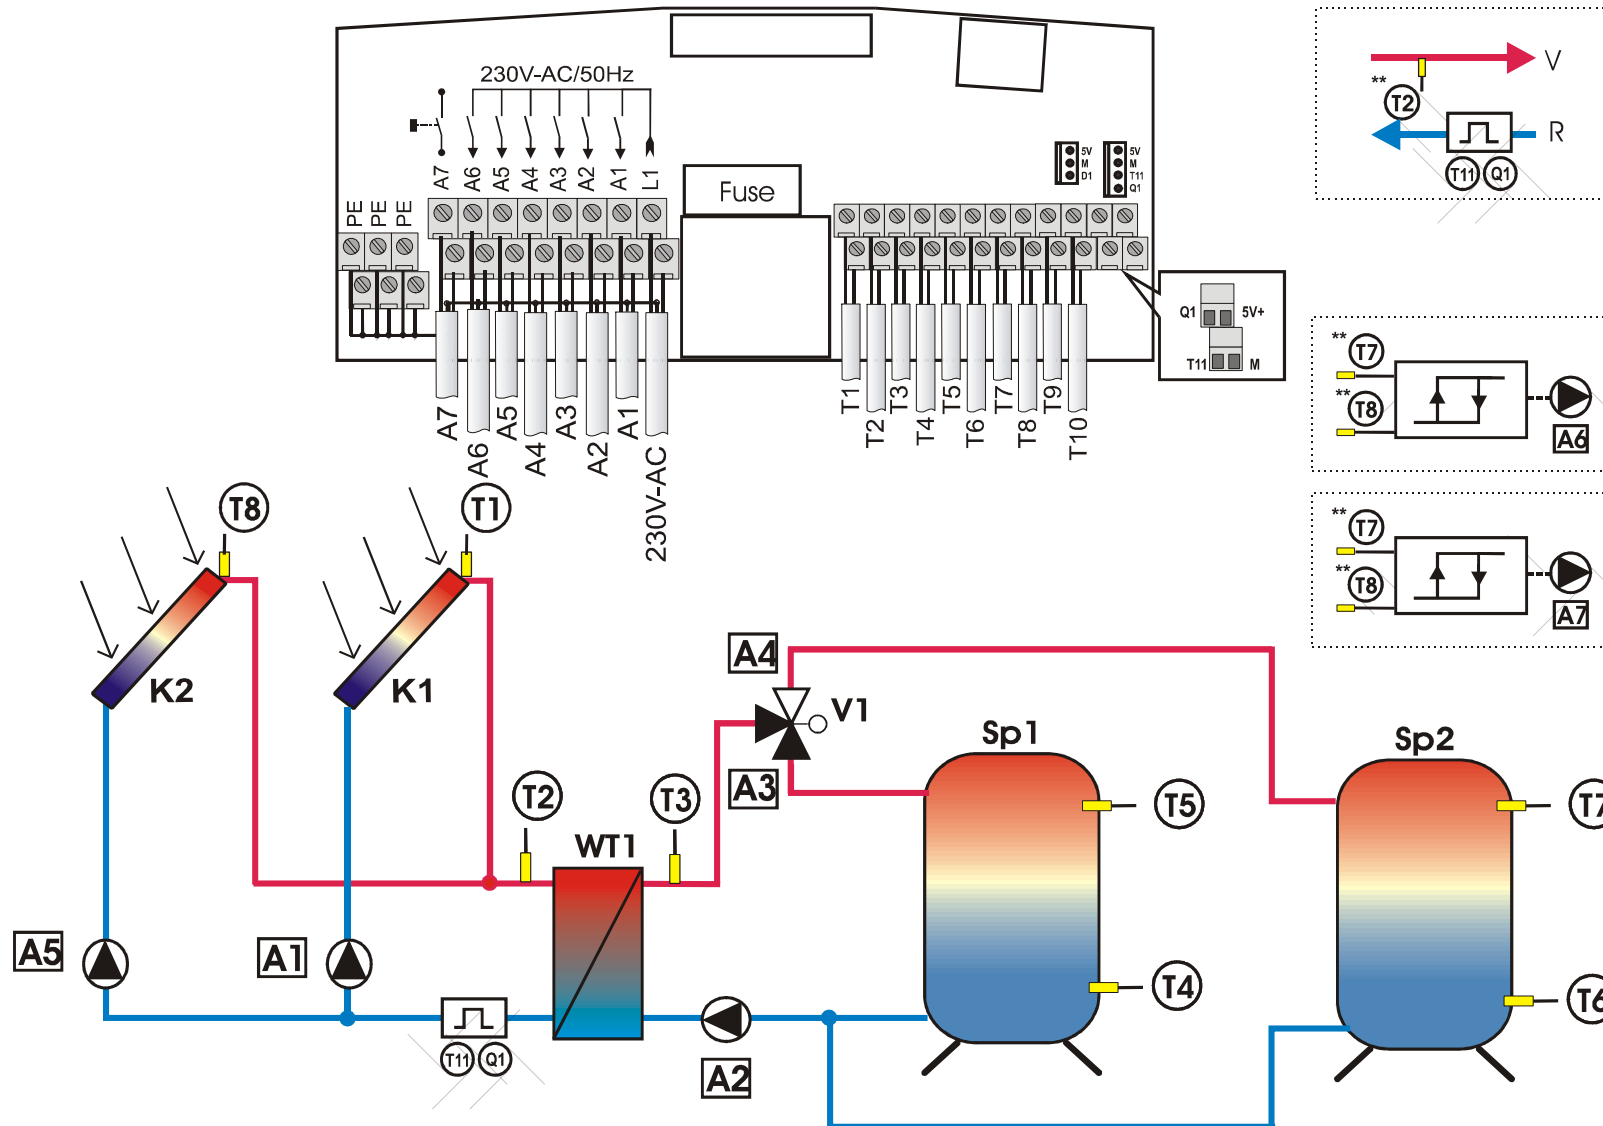 230V-AC/50Hz
A7 A6 A5 A4 A3 A2 A1 L1
PE PE PE
Fuse
5V
M
D1
5V
M
T11
Q1
Q1 5V+
T11 M
A7 A6 A5 A4 A3 A2 A1 230V-AC
T1 T2 T3 T4 T5 T6 T7 T8 T9 T10
V
** T2
R
T11 Q1
** T7
** T8
A6
** T7
** T8
A7
T8 T1
K2 K1
A4
V1
A3
Sp1 Sp2
T2 T3
WT1
T5 T7
A5 A1
T4 T6
T11 Q1
A2